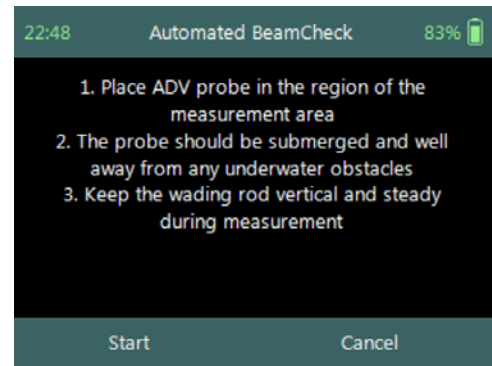 22:48 Automated BeamCheck 83%
1. Place ADV probe in the region of the
measurement area
2. The probe should be submerged and well
away from any underwater obstacles
3. Keep the wading rod vertical and steady
during measurement
Start Cancel